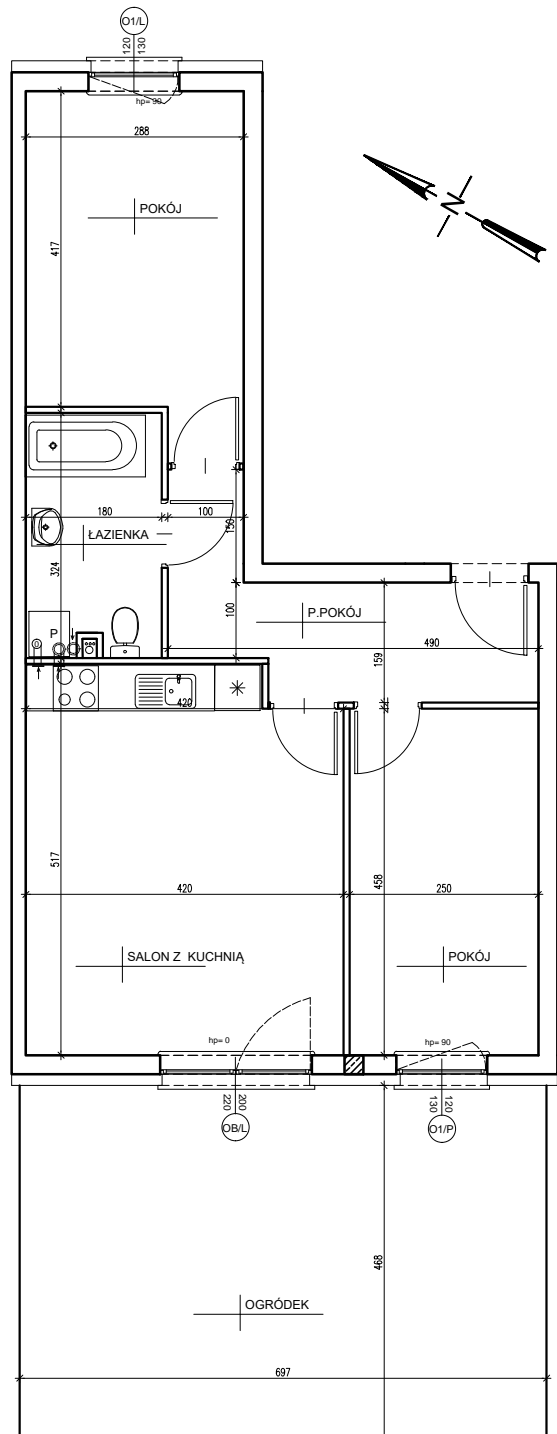 O1/L
120
130
hp= 90
288
POKÓJ
N
417
180
100
150
ŁAZIENKA
324
100
P.POKÓJ
P
490
159
420
517
458
420
250
SALON Z KUCHNIĄ
POKÓJ
hp= 0
hp= 90
220
200
130
120
OB/L
O1/P
468
OGRÓDEK
697